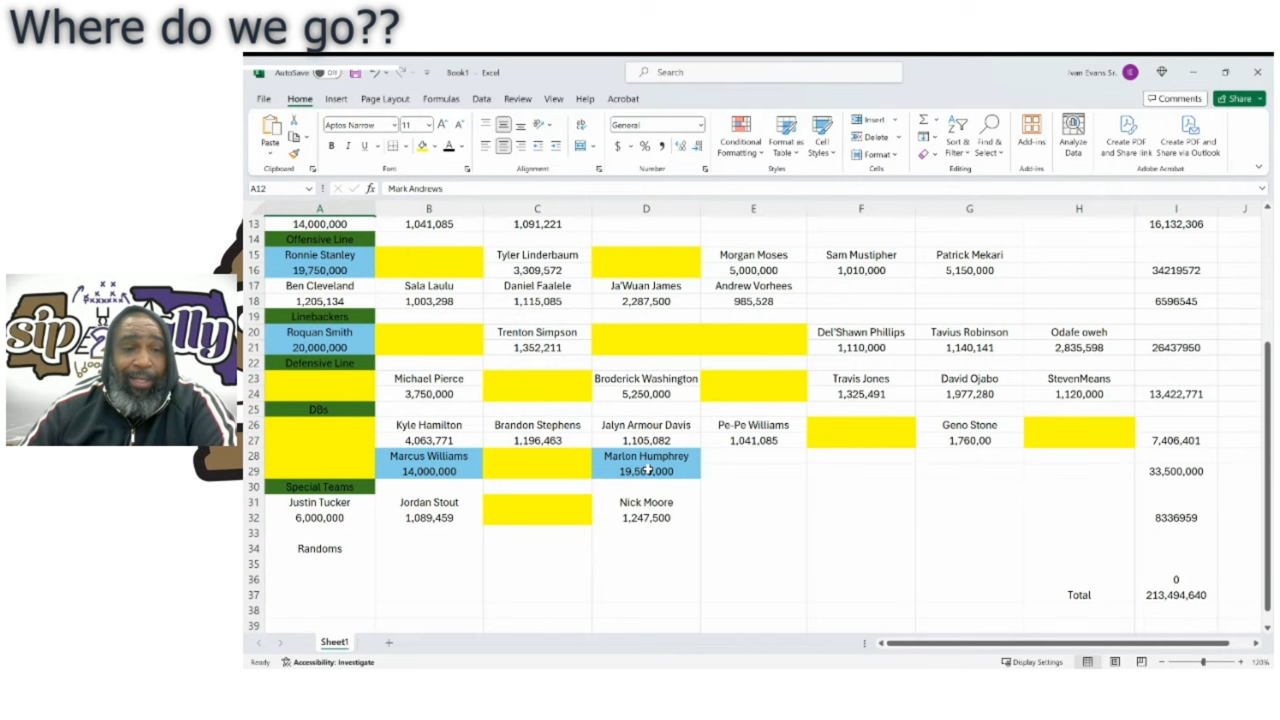 Where do we go??
AutoSave Off Book1 - Excel Search Ivan Evans Sr. E
File Home Insert Page Layout Formulas Data Review View Help Acrobat Comments Share
Paste Aptos Narrow 11 A A General Conditional Formatting Format as Table Cell Styles Insert Delete Format Sort & Filter Find & Select Add-ins Analyze Data Create PDF and Share link Create PDF and Share via Outlook
B I U A $ % ,
Clipboard Font Alignment Number Styles Cells Editing Add-ins Adobe Acrobat
A12 fx Mark Andrews
A B C D E F G H I J
13 14,000,000 1,041,085 1,091,221 16,132,306
14 Offensive Line
15 Ronnie Stanley Tyler Linderbaum Morgan Moses Sam Mustipher Patrick Mekari
16 19,750,000 3,309,572 5,000,000 1,010,000 5,150,000 34219572
17 Ben Cleveland Sala Laulu Daniel Faalele Ja'Wuan James Andrew Vorhees
18 1,205,134 1,003,298 1,115,085 2,287,500 985,528 6596545
19 Linebackers
20 Roquan Smith Trenton Simpson Del'Shawn Phillips Tavius Robinson Odafe oweh
21 20,000,000 1,352,211 1,110,000 1,140,141 2,835,598 26437950
22 Defensive Line
23 Michael Pierce Broderick Washington Travis Jones David Ojabo StevenMeans
24 3,750,000 5,250,000 1,325,491 1,977,280 1,120,000 13,422,771
25 DBs
26 Kyle Hamilton Brandon Stephens Jalyn Armour Davis Pe-Pe Williams Geno Stone
27 4,063,771 1,196,463 1,105,082 1,041,085 1,760,00 7,406,401
28 Marcus Williams Marlon Humphrey
29 14,000,000 33,500,000
30 Special Teams
31 Justin Tucker Jordan Stout Nick Moore
32 6,000,000 1,089,459 1,247,500 8336959
33
34 Randoms
35
36 0
37 Total 213,494,640
38
39
Sheet1
Ready Accessibility: Investigate Display Settings 120%
sip
ally